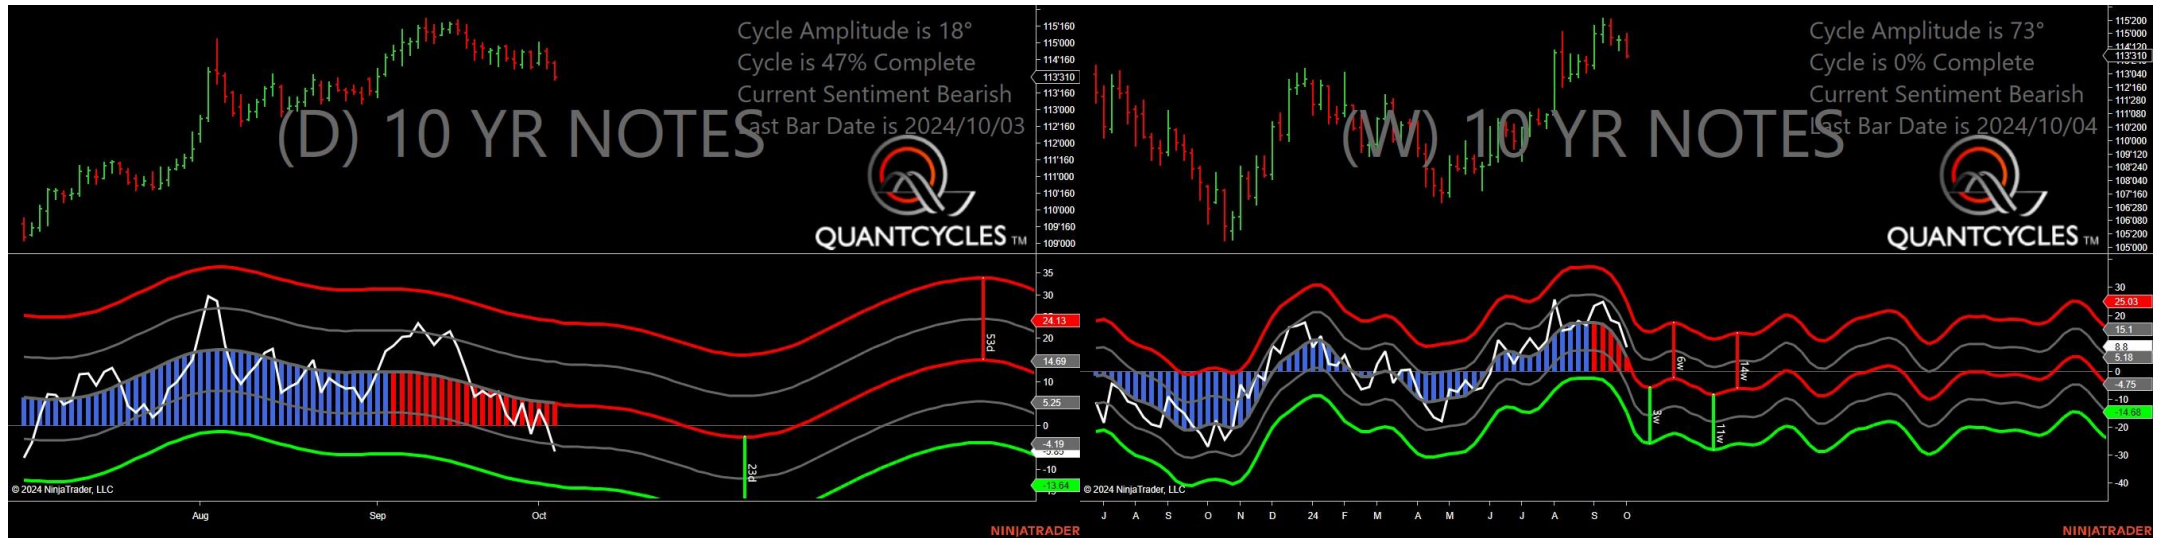 Cycle Amplitude is 18°
Cycle is 47% Complete
Current Sentiment Bearish
Last Bar Date is 2024/10/03
(D) 10 YR NOTES
QUANTCYCLES TM
115'160
115'000
114'160
113'310
113'160
113'000
112'160
112'000
111'160
111'000
110'160
110'000
109'160
109'000
35
30
24.13
20
14.69
10
5.25
0
-4.19
-5.85
-10
-13.64
53d
23d
© 2024 NinjaTrader, LLC
Aug
Sep
Oct
NINJATRADER
Cycle Amplitude is 73°
Cycle is 0% Complete
Current Sentiment Bearish
Last Bar Date is 2024/10/04
(W) 10 YR NOTES
QUANTCYCLES TM
115'200
115'000
114'120
113'310
113'040
112'160
111'280
111'080
110'200
110'000
109'120
108'240
108'040
107'160
106'280
106'080
105'200
105'000
30
25.03
15.1
8.8
5.18
0
-4.75
-10
-14.68
-20
-30
-40
6w
14w
3w
11w
© 2024 NinjaTrader, LLC
J
A
S
O
N
D
24
F
M
A
M
J
J
A
S
O
NINJATRADER